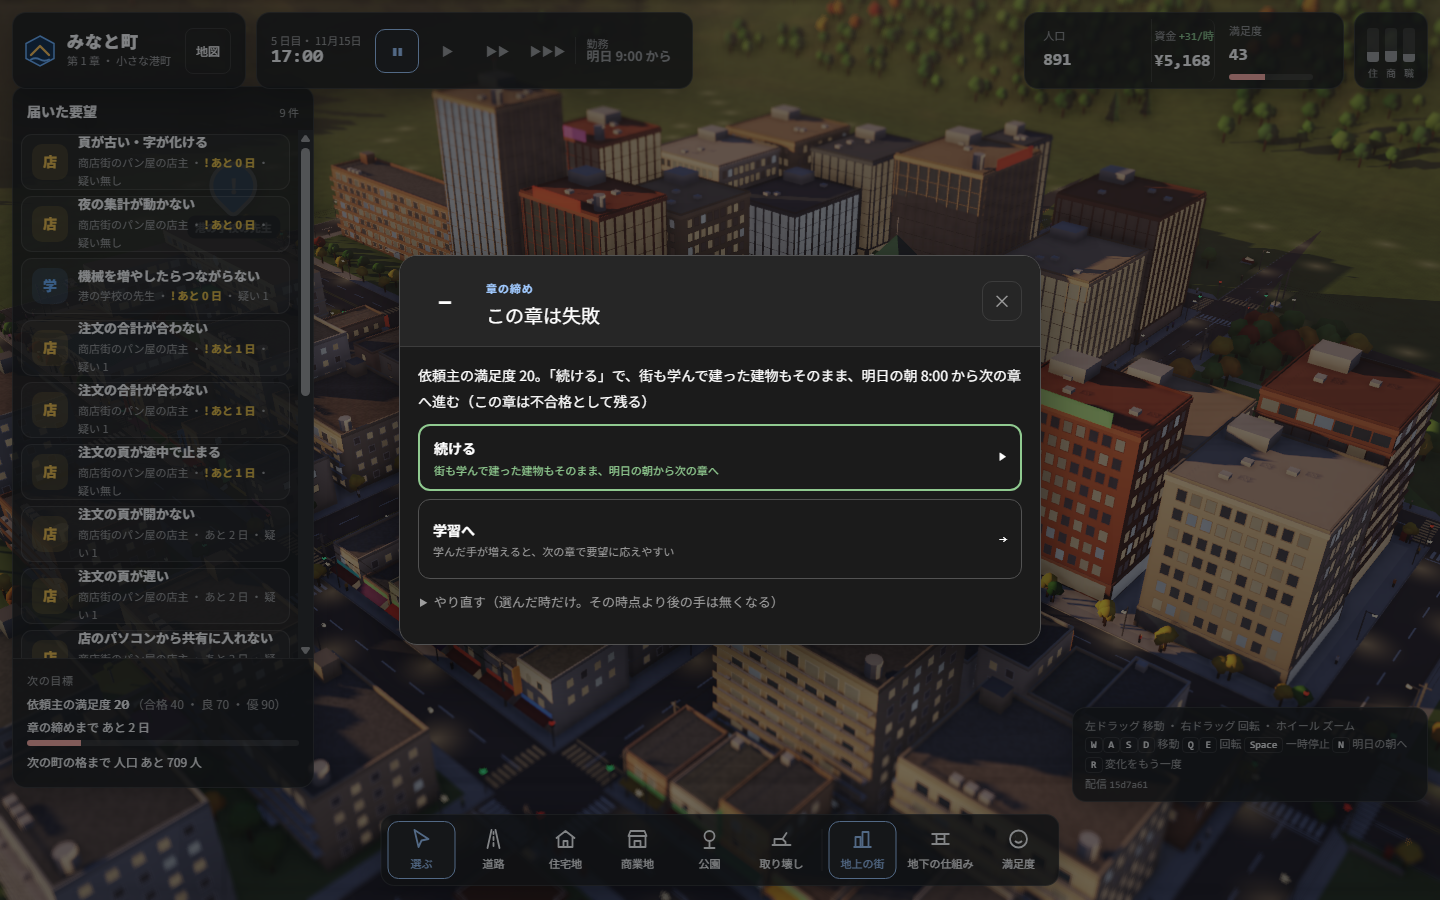 みなと町
第1章・小さな港町
地図
5日目・11月15日
17:00
勤務
明日 9:00 から
人口
891
資金 +31/時
¥5,168
満足度
43
住 商 職
届いた要望
9件
店
頁が古い・字が化ける
商店街のパン屋の店主・!あと0日・
疑い無し
店
夜の集計が動かない
商店街のパン屋の店主・!あと0日・
疑い無し
学
機械を増やしたらつながらない
港の学校の先生・!あと0日・疑い1
店
注文の合計が合わない
商店街のパン屋の店主・!あと1日・
疑い1
店
注文の合計が合わない
商店街のパン屋の店主・!あと1日・
疑い1
店
注文の頁が途中で止まる
商店街のパン屋の店主・!あと1日・
疑い無し
店
注文の頁が開かない
商店街のパン屋の店主・あと2日・疑
い1
店
注文の頁が遅い
商店街のパン屋の店主・あと2日・疑
い1
店
店のパソコンから共有に入れない
次の目標
依頼主の満足度 20(合格 40・良 70・優 90)
章の締めまで あと2日
次の町の格まで 人口 あと 709 人
章の締め
この章は失敗
依頼主の満足度 20。「続ける」で、街も学んで建った建物もそのまま、明日の朝 8:00 から次の章
へ進む(この章は不合格として残る)
続ける
街も学んで建った建物もそのまま、明日の朝から次の章へ
学習へ
学んだ手が増えると、次の章で要望に応えやすい
やり直す(選んだ時だけ。その時点より後の手は無くなる)
左ドラッグ 移動・右ドラッグ 回転・ホイール ズーム
W A S D 移動 Q E 回転 Space 一時停止 N 明日の朝へ
R 変化をもう一度
配信 15d7a61
選ぶ
道路
住宅地
商業地
公園
取り壊し
地上の街
地下の仕組み
満足度